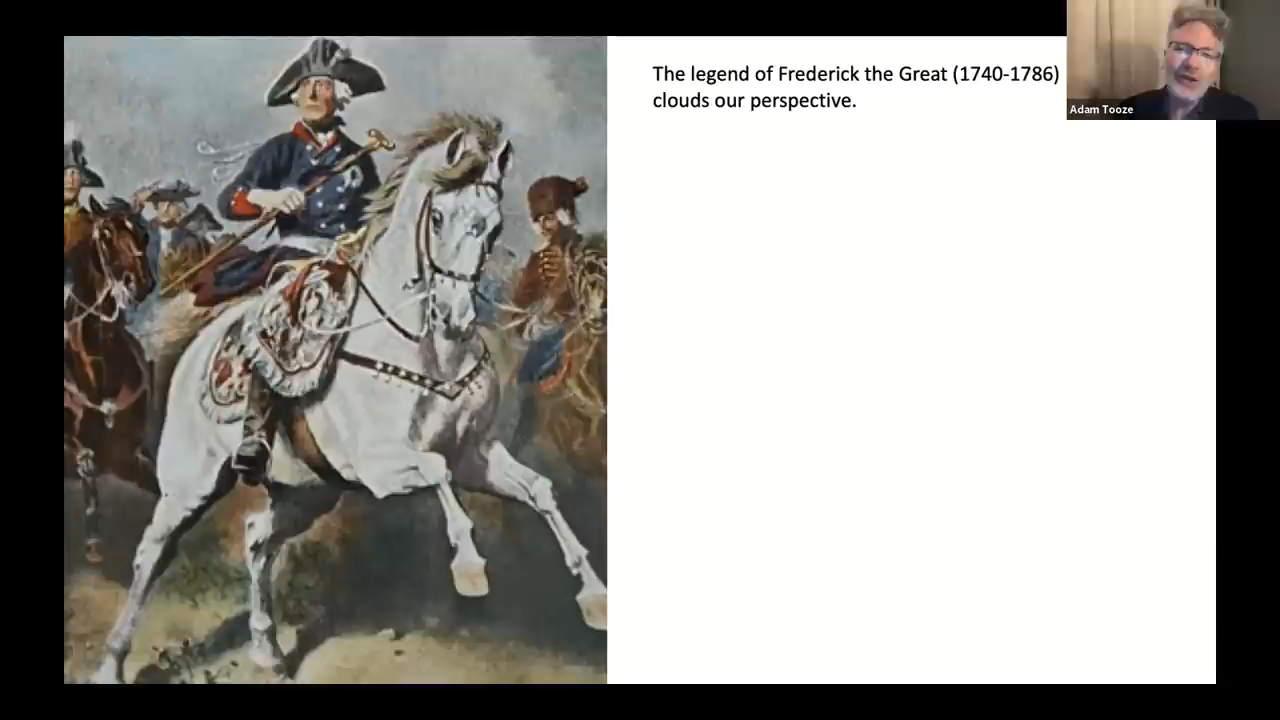 The legend of Frederick the Great (1740-1786)
clouds our perspective.
Adam Tooze